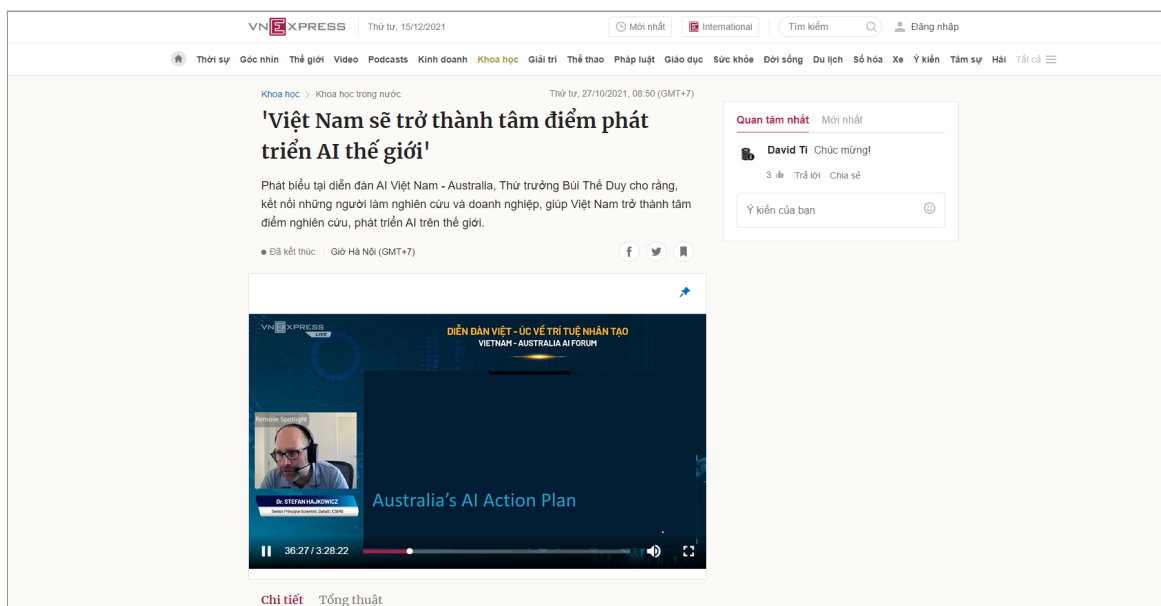 VNEXPRESS
Thứ tư, 15/12/2021
Mới nhất
International
Tìm kiếm
Đăng nhập
Thời sự Góc nhìn Thế giới Video Podcasts Kinh doanh Khoa học Giải trí Thể thao Pháp luật Giáo dục Sức khỏe Đời sống Du lịch Số hóa Xe Ý kiến Tâm sự Hài Tất cả
Khoa học > Khoa học trong nước
Thứ tư, 27/10/2021, 08:50 (GMT+7)
'Việt Nam sẽ trở thành tâm điểm phát
triển AI thế giới'
Phát biểu tại diễn đàn AI Việt Nam - Australia, Thứ trưởng Bùi Thế Duy cho rằng,
kết nối những người làm nghiên cứu và doanh nghiệp, giúp Việt Nam trở thành tâm
điểm nghiên cứu, phát triển AI trên thế giới.
Đã kết thúc
Giờ Hà Nội (GMT+7)
VNEXPRESS
LIVE
DIỄN ĐÀN VIỆT - ÚC VỀ TRÍ TUỆ NHÂN TẠO
VIETNAM - AUSTRALIA AI FORUM
Remove Spotlight
Dr. STEFAN HAJKOWICZ
Senior Principle Scientist, Data61, CSIRO
Australia's AI Action Plan
36:27 / 3:28:22
Chi tiết Tổng thuật
Quan tâm nhất Mới nhất
David Ti Chúc mừng!
3 Trả lời Chia sẻ
Ý kiến của bạn